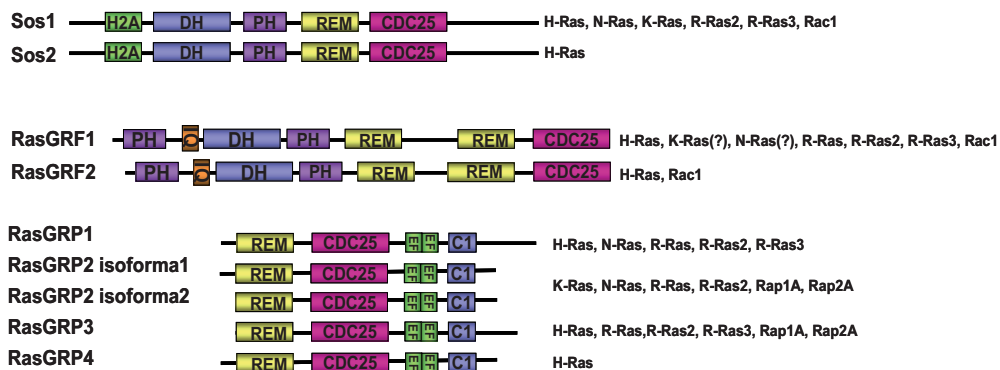 Sos1 H2A DH PH REM CDC25 H-Ras, N-Ras, K-Ras, R-Ras2, R-Ras3, Rac1
Sos2 H2A DH PH REM CDC25 H-Ras
RasGRF1 PH IQ DH PH REM REM CDC25 H-Ras, K-Ras(?), N-Ras(?), R-Ras, R-Ras2, R-Ras3, Rac1
RasGRF2 PH IQ DH PH REM REM CDC25 H-Ras, Rac1
RasGRP1 REM CDC25 EF EF C1 H-Ras, N-Ras, R-Ras, R-Ras2, R-Ras3
RasGRP2 isoforma1 REM CDC25 EF EF C1
K-Ras, N-Ras, R-Ras, R-Ras2, Rap1A, Rap2A
RasGRP2 isoforma2 REM CDC25 EF EF C1
RasGRP3 REM CDC25 EF EF C1 H-Ras, R-Ras,R-Ras2, R-Ras3, Rap1A, Rap2A
RasGRP4 REM CDC25 EF EF C1 H-Ras